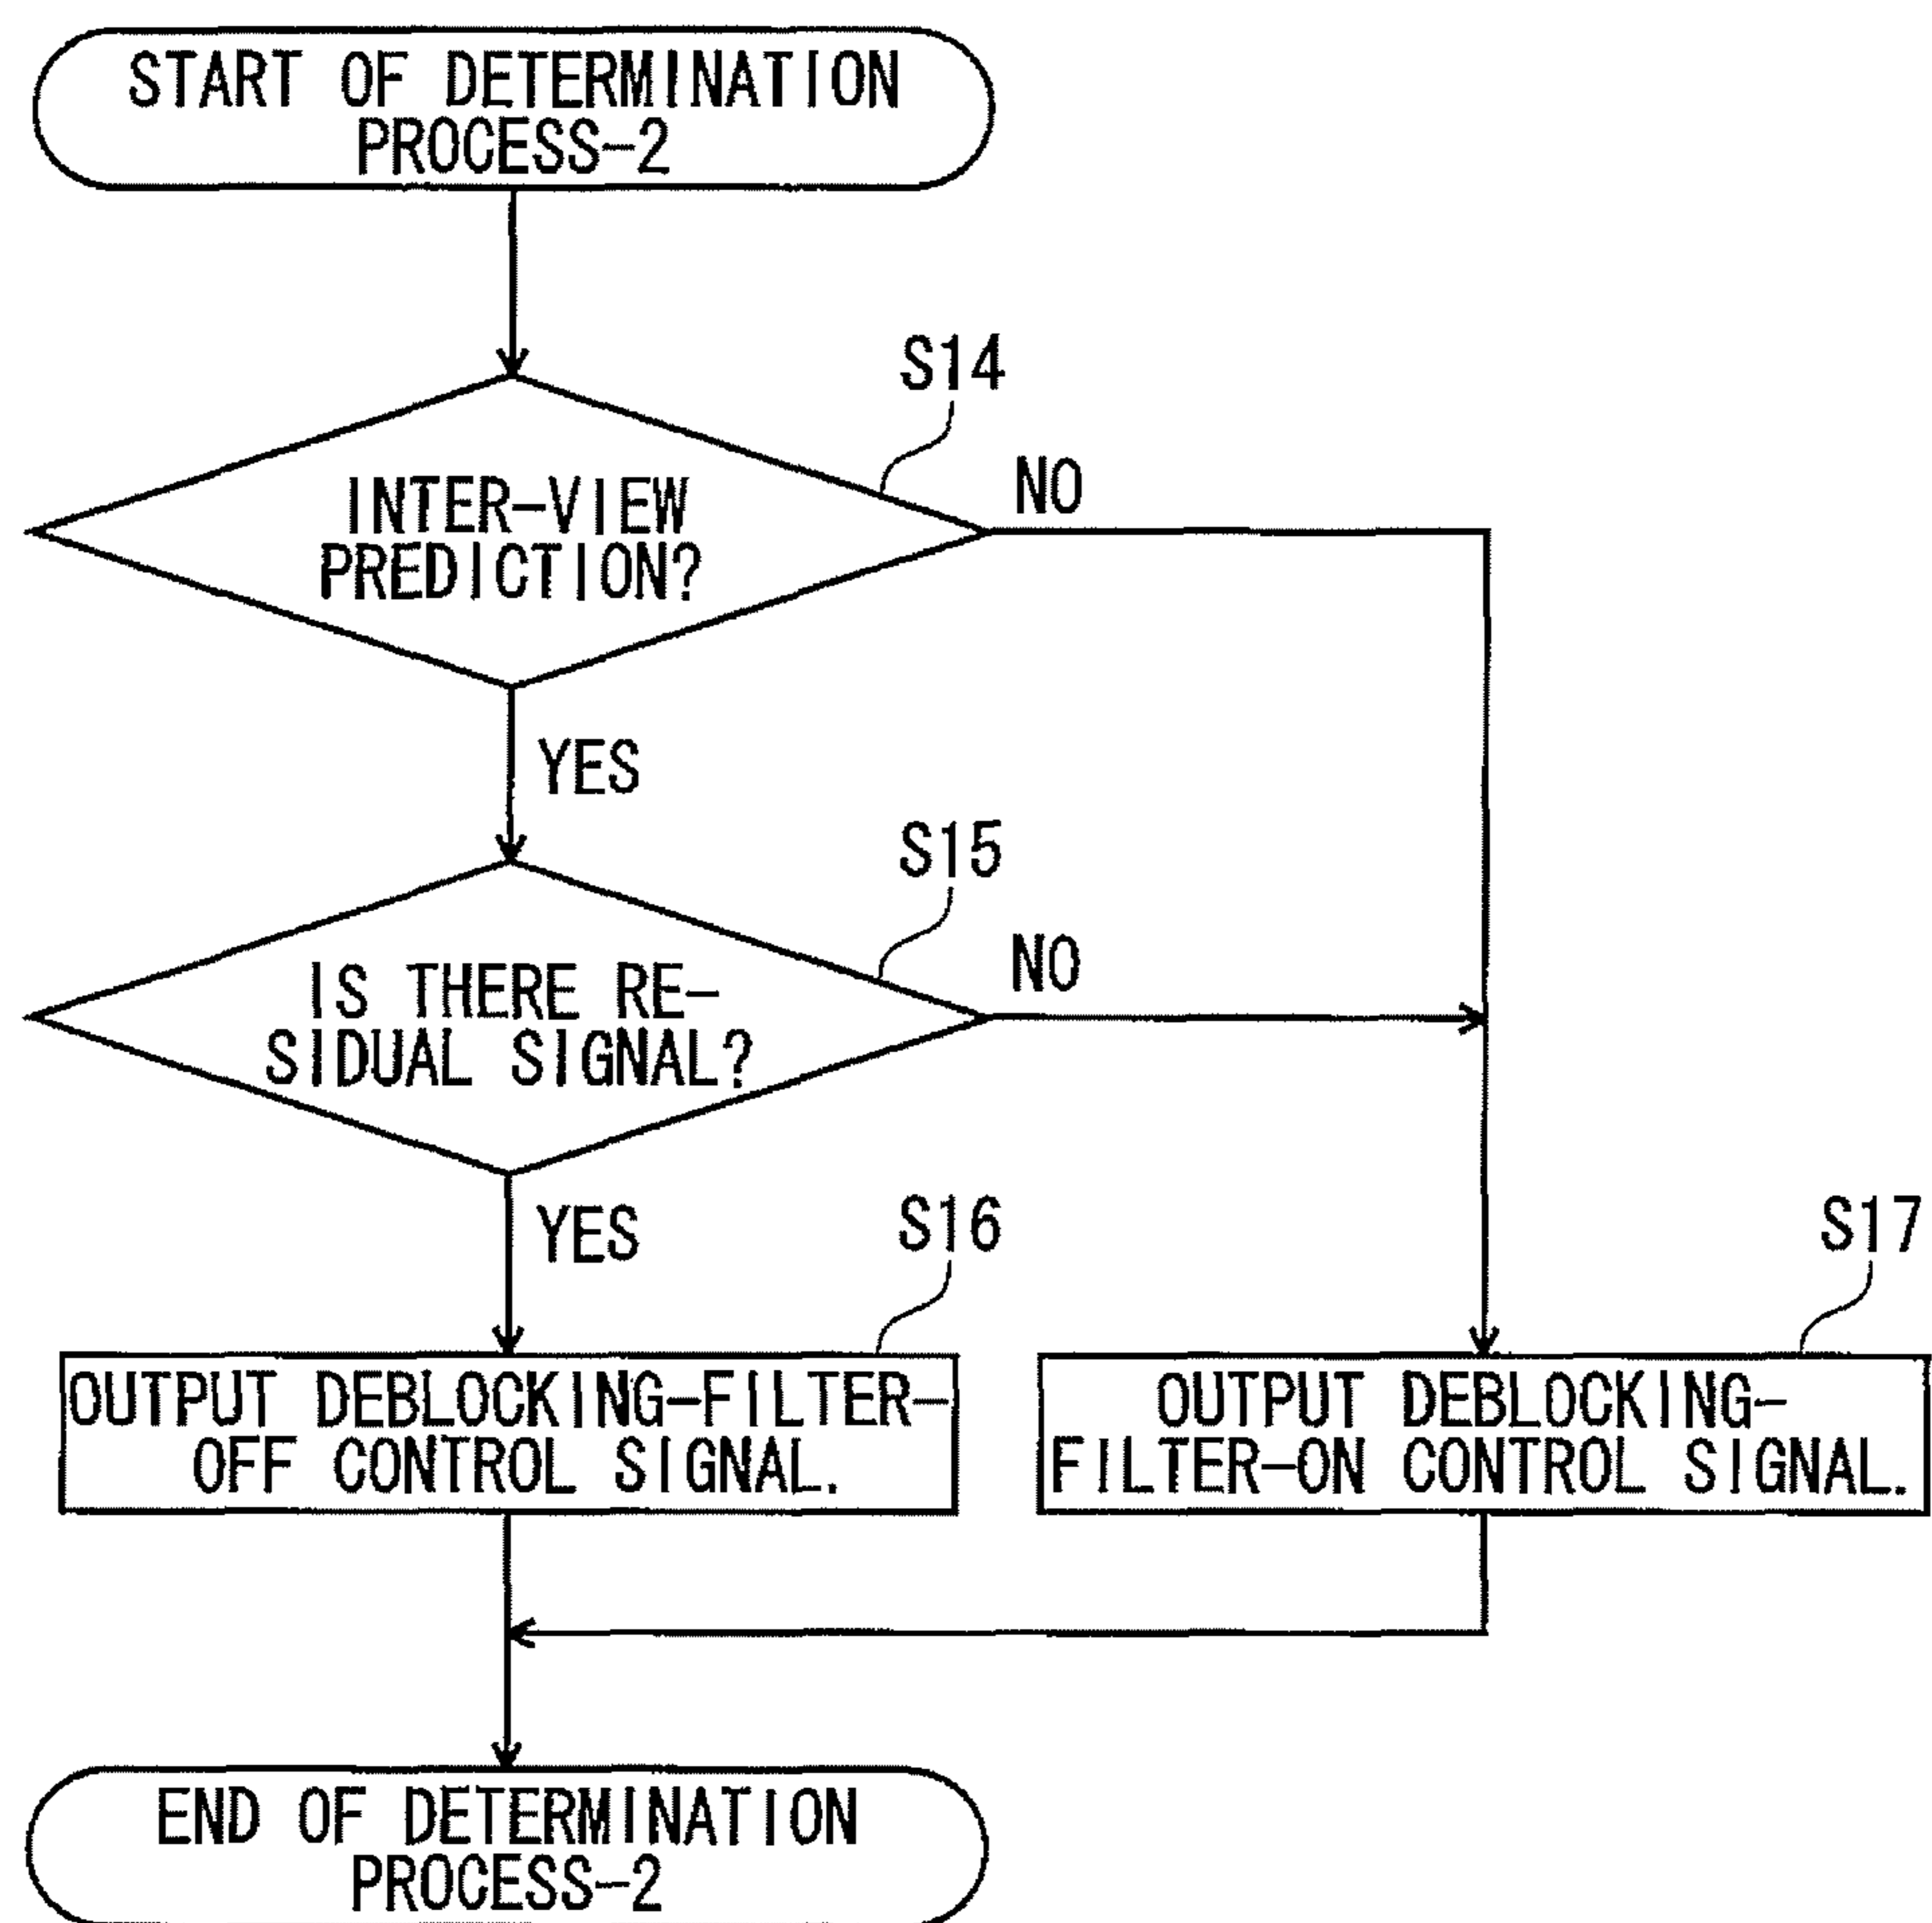 START OF DETERMINATION
PROCESS-2
S14
INTER-VIEW
PREDICTION?
NO
YES
S15
IS THERE RE-
SIDUAL SIGNAL?
NO
YES
S16
S17
OUTPUT DEBLOCKING-FILTER-
OFF CONTROL SIGNAL.
OUTPUT DEBLOCKING-
FILTER-ON CONTROL SIGNAL.
END OF DETERMINATION
PROCESS-2